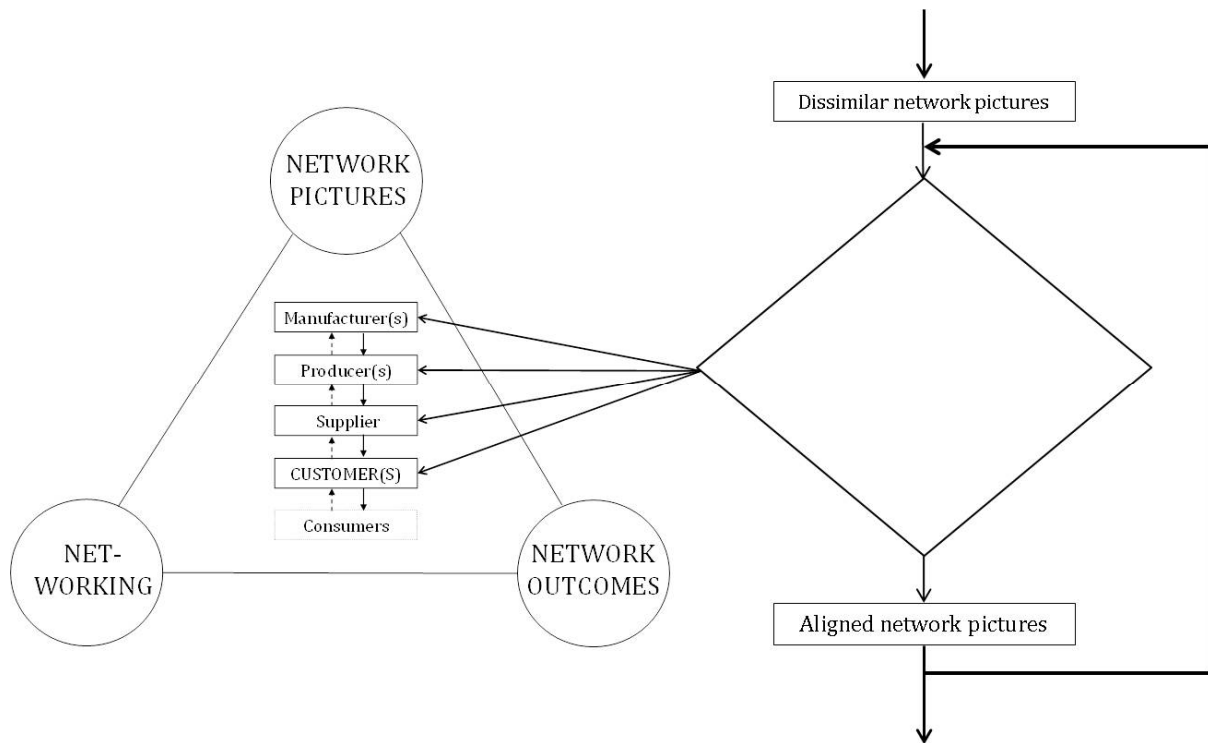 NETWORK
PICTURES
Manufacturer(s)
Producer(s)
Supplier
CUSTOMER(S)
Consumers
NET-
WORKING
NETWORK
OUTCOMES
Dissimilar network pictures
Aligned network pictures